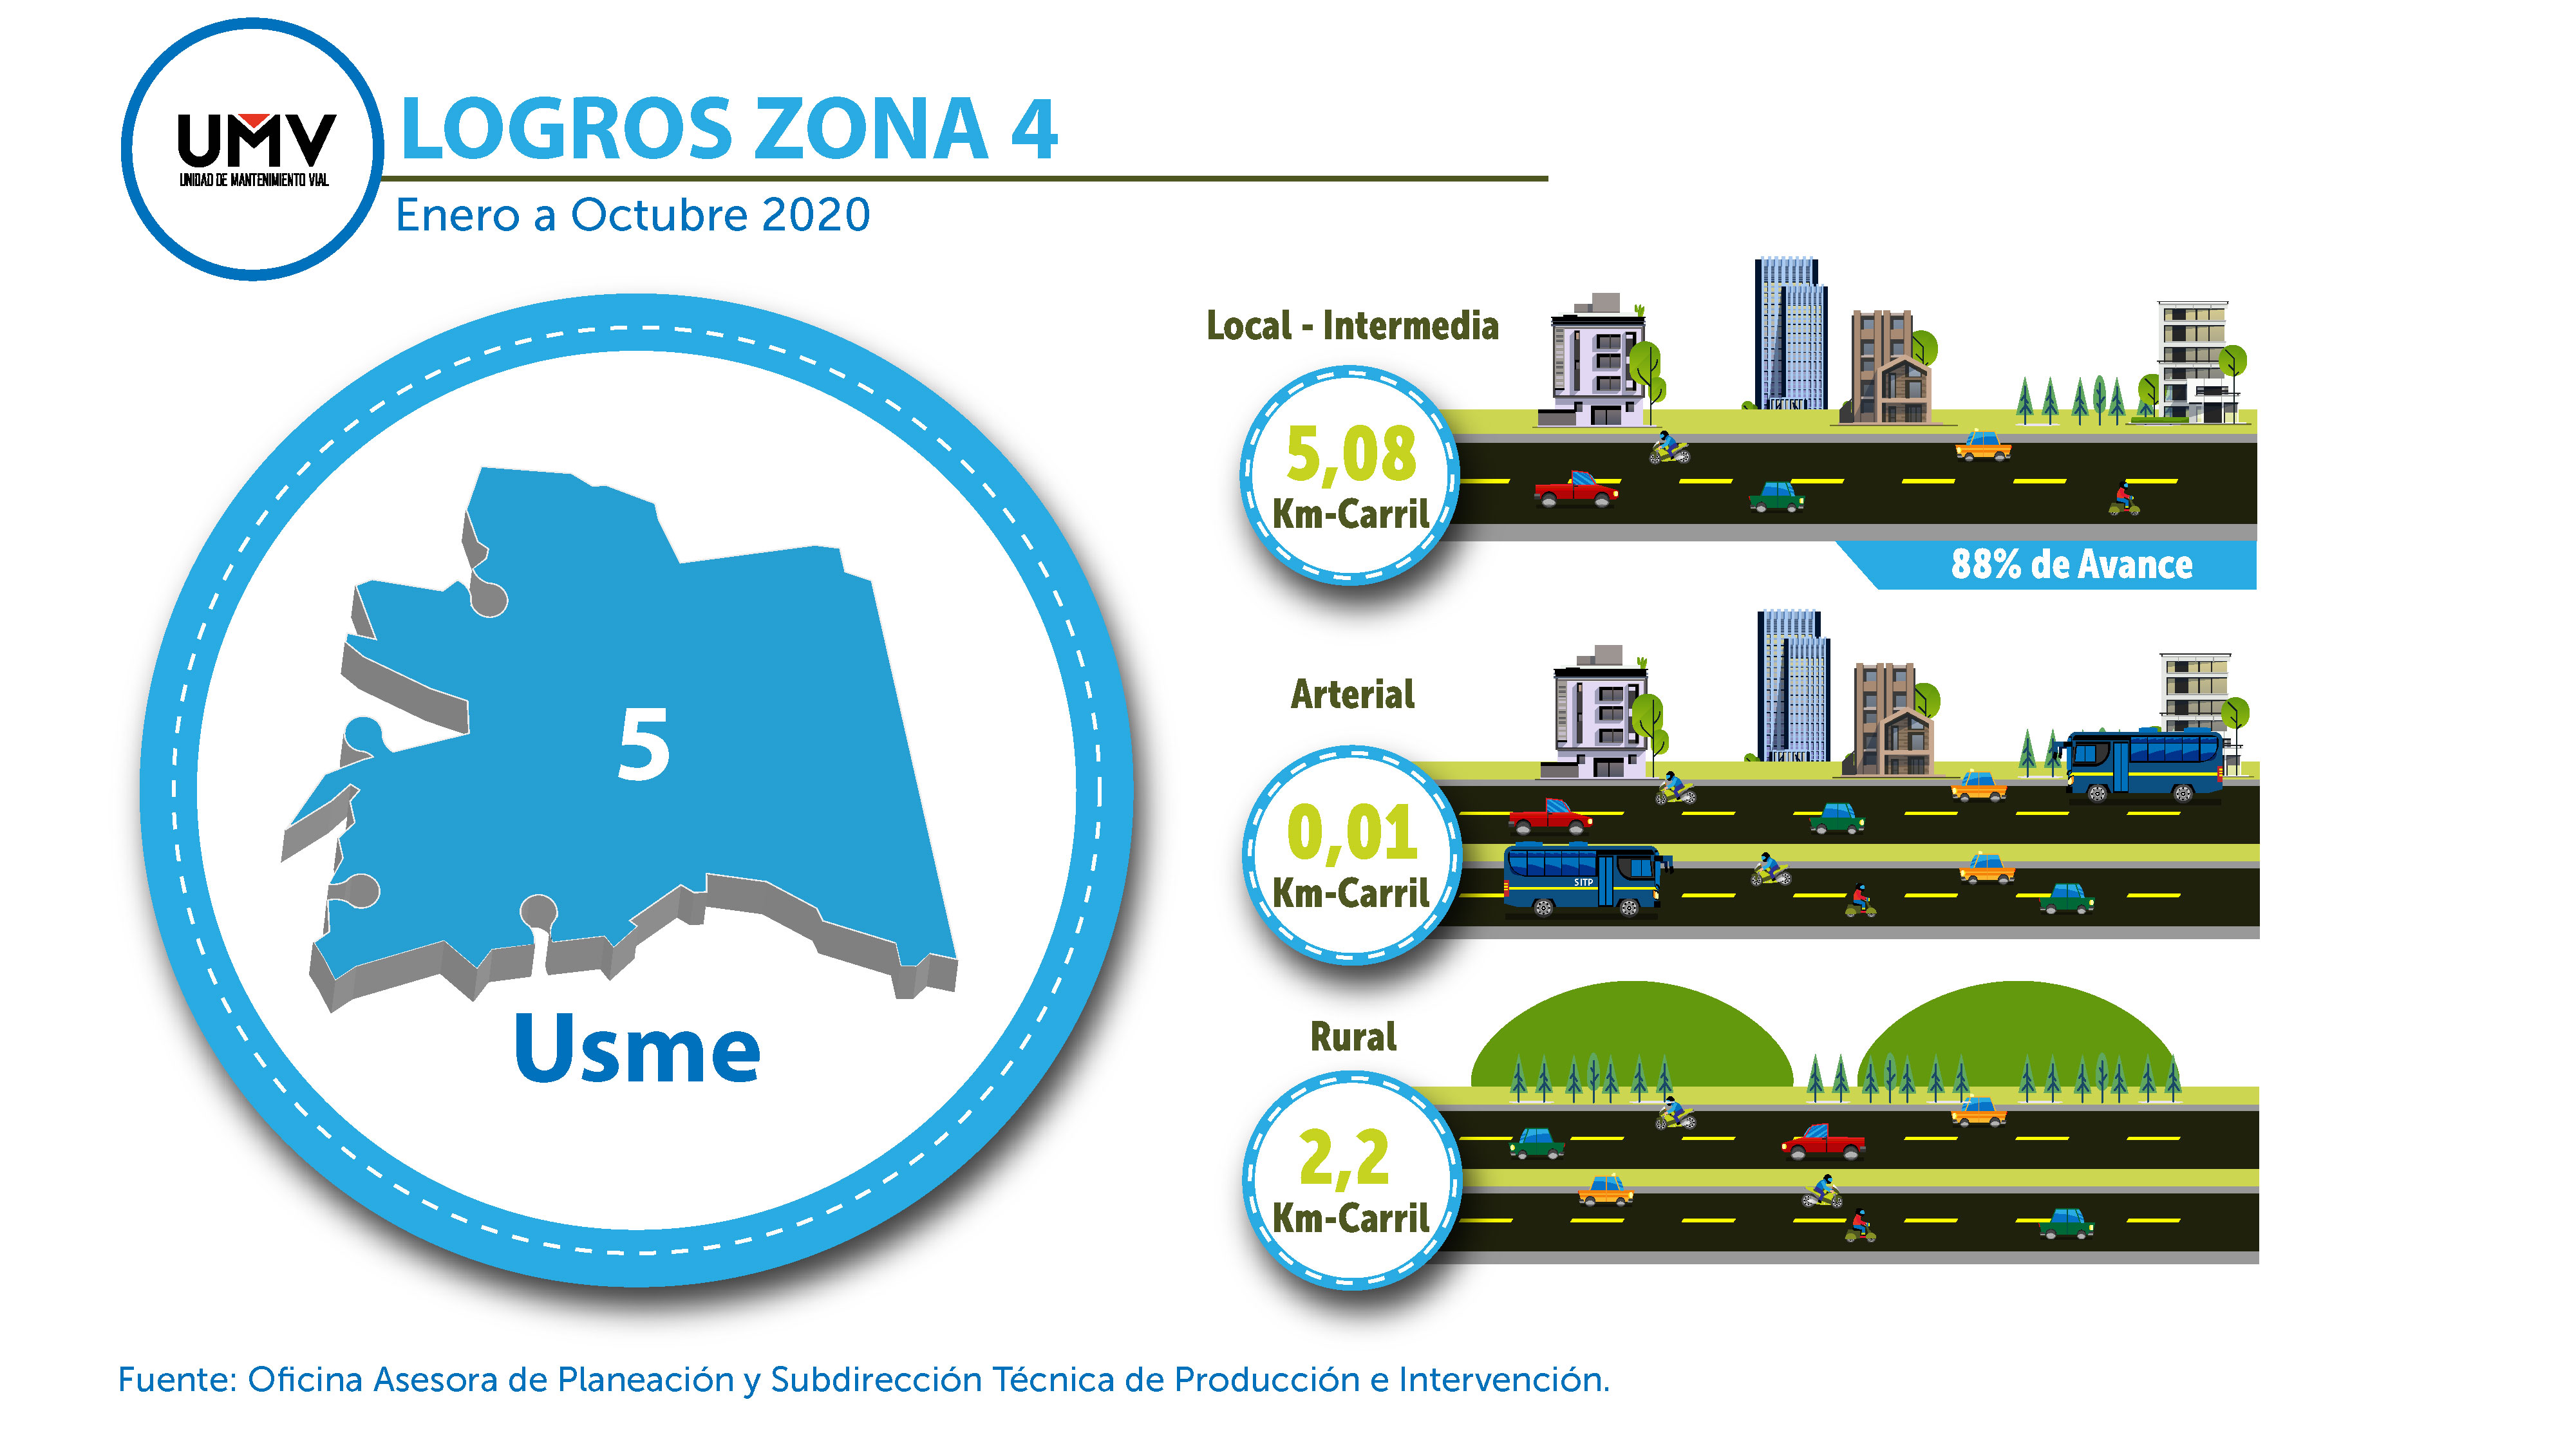 UMV
UNIDAD DE MANTENIMIENTO VIAL
LOGROS ZONA 4
Enero a Octubre 2020
5
Usme
Local - Intermedia
5,08
Km-Carril
88% de Avance
Arterial
0,01
Km-Carril
SITP
Rural
2,2
Km-Carril
Fuente: Oficina Asesora de Planeación y Subdirección Técnica de Producción e Intervención.